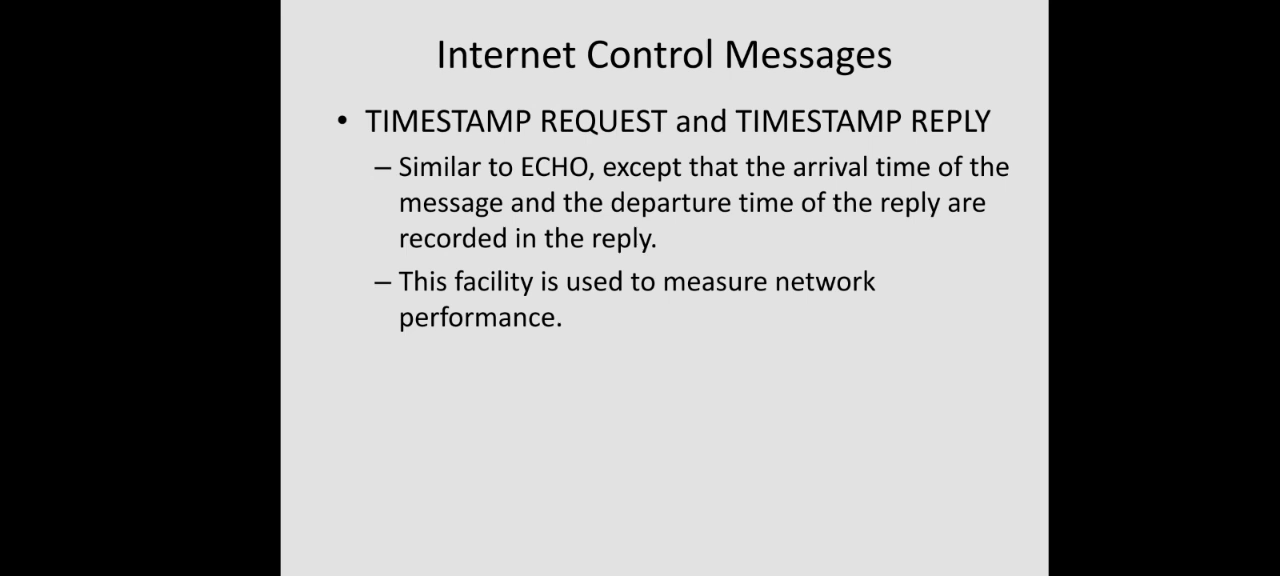 Internet Control Messages
• TIMESTAMP REQUEST and TIMESTAMP REPLY
– Similar to ECHO, except that the arrival time of the
message and the departure time of the reply are
recorded in the reply.
– This facility is used to measure network
performance.